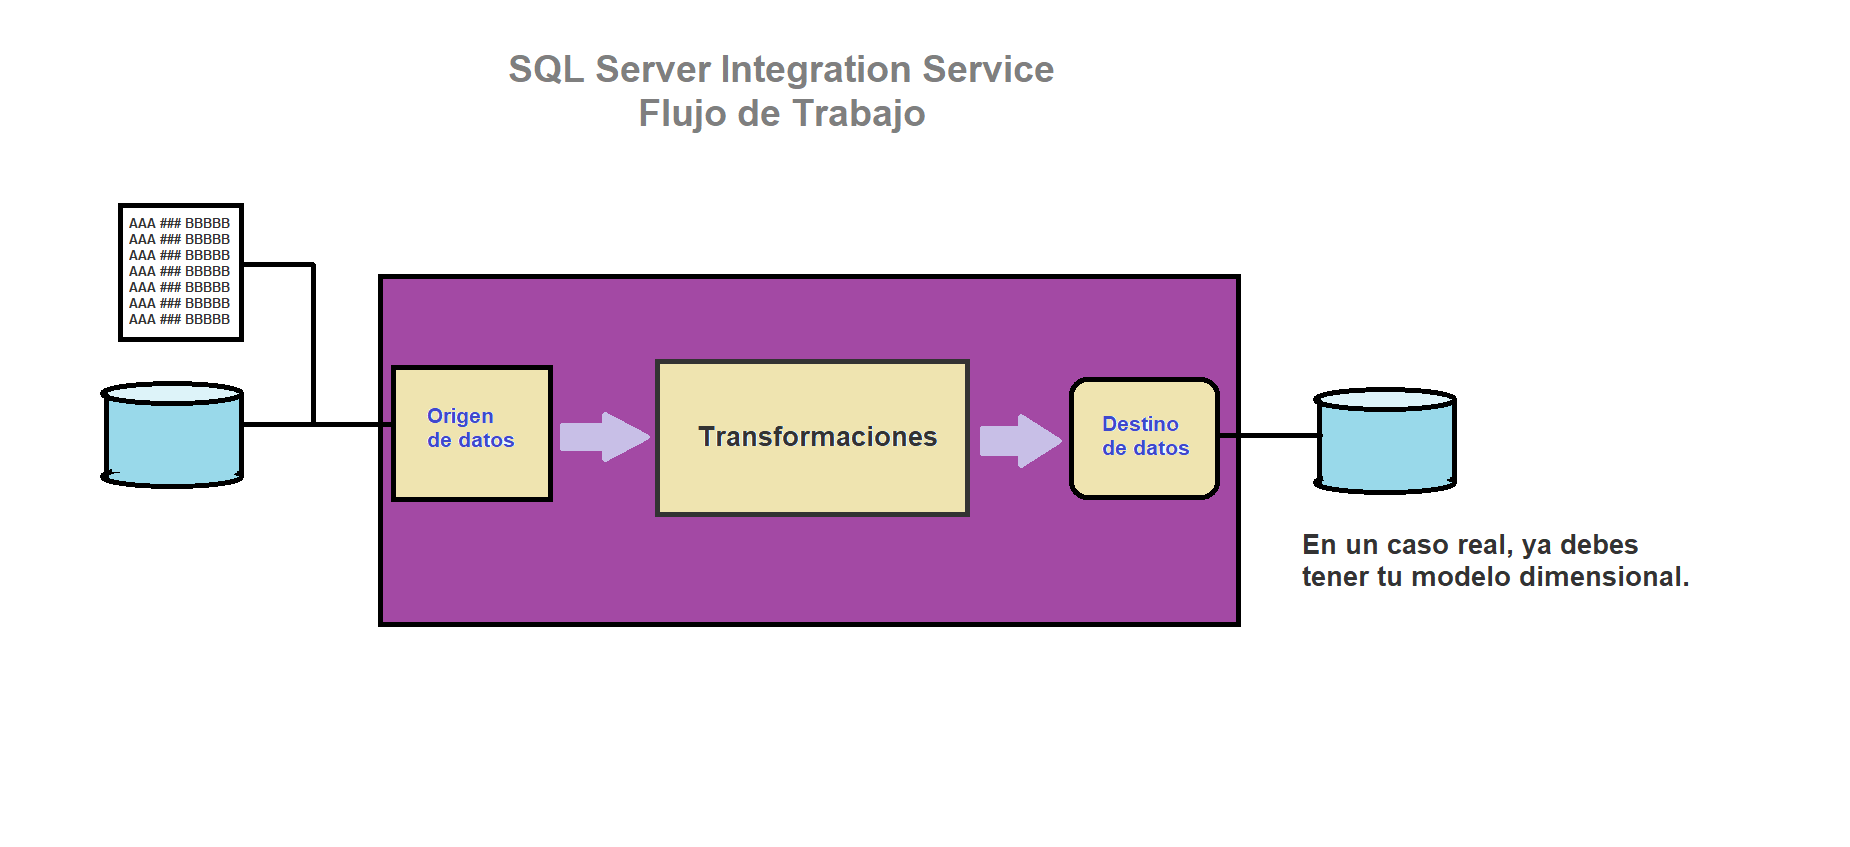 SQL Server Integration Service
Flujo de Trabajo
AAA ### BBBBB
AAA ### BBBBB
AAA ### BBBBB
AAA ### BBBBB
AAA ### BBBBB
AAA ### BBBBB
AAA ### BBBBB
Origen
de datos
Transformaciones
Destino
de datos
En un caso real, ya debes
tener tu modelo dimensional.